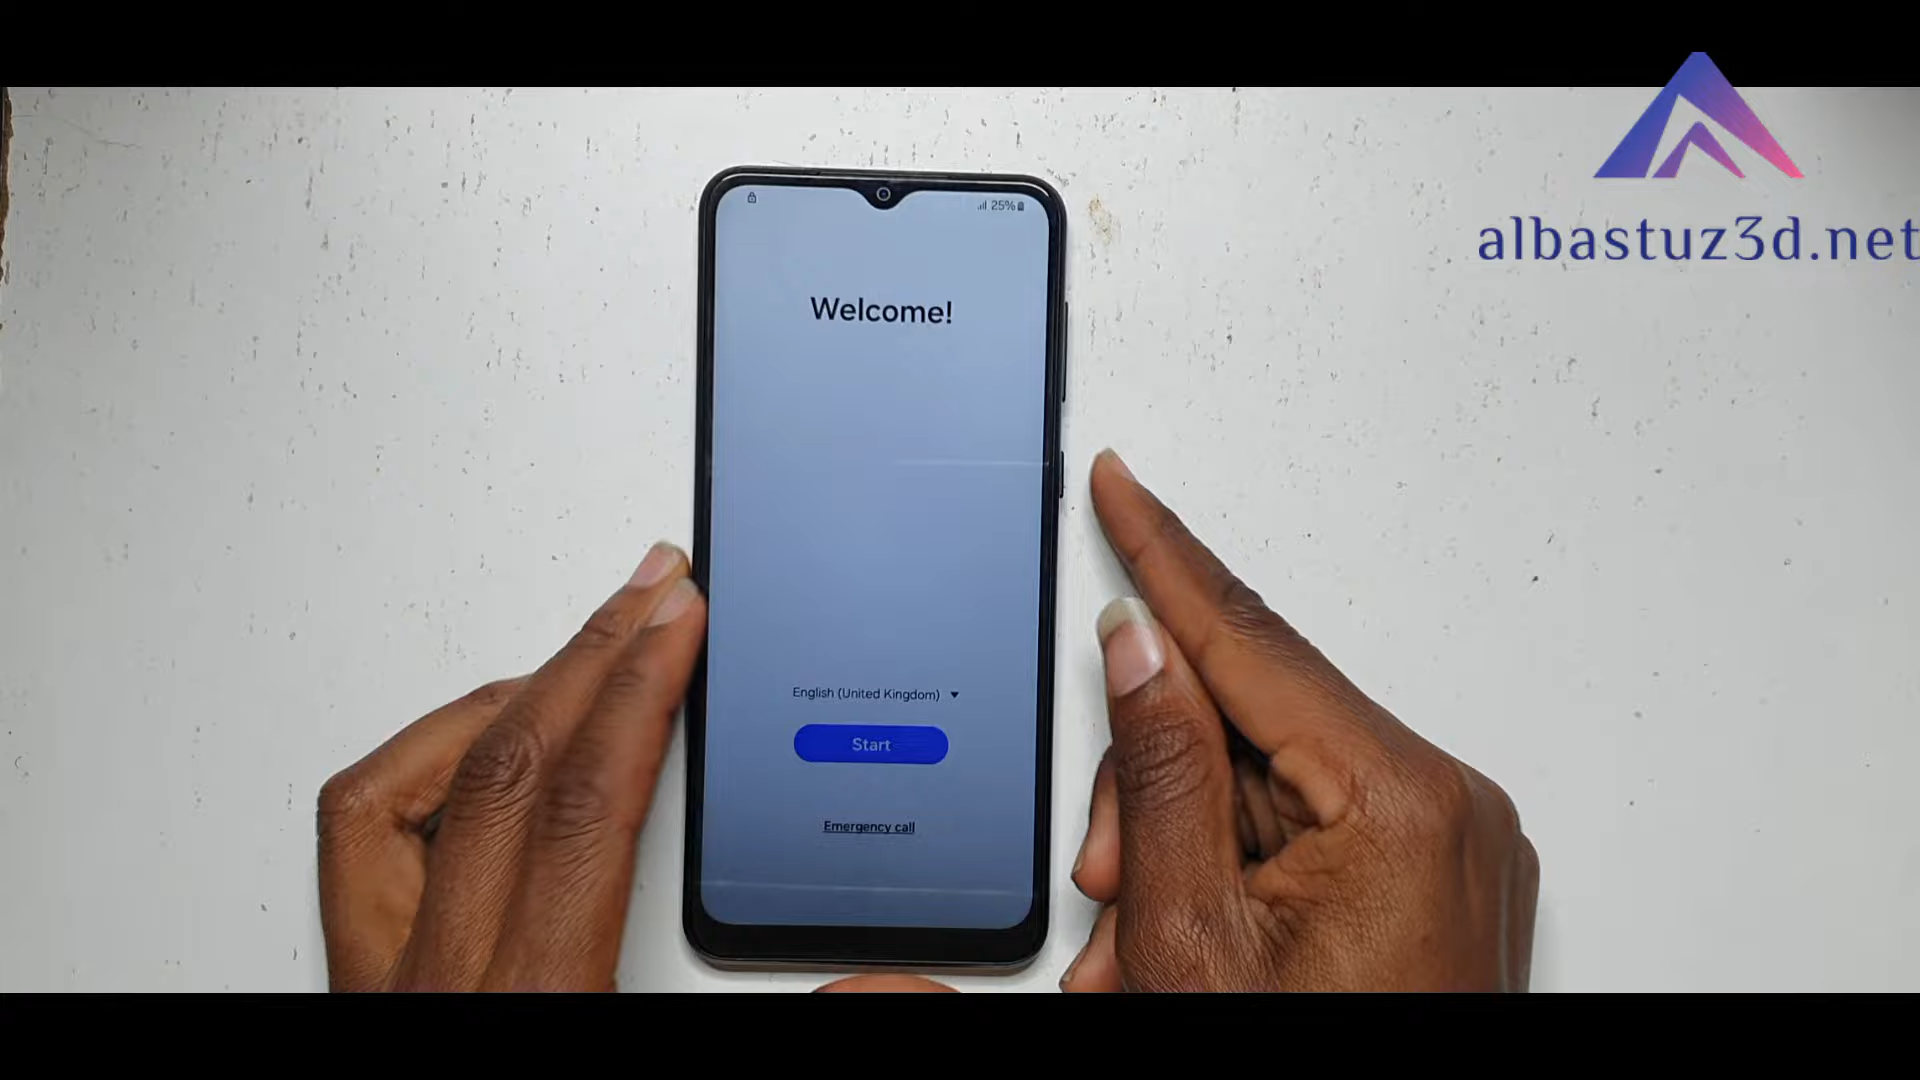 albastuz3d.net
25%
Welcome!
English (United Kingdom)
Start
Emergency call